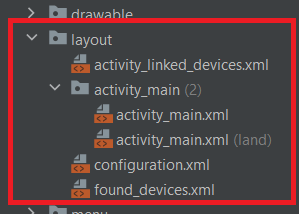 drawable
layout
activity_linked_devices.xml
activity_main (2)
activity_main.xml
activity_main.xml (land)
configuration.xml
found_devices.xml
menu